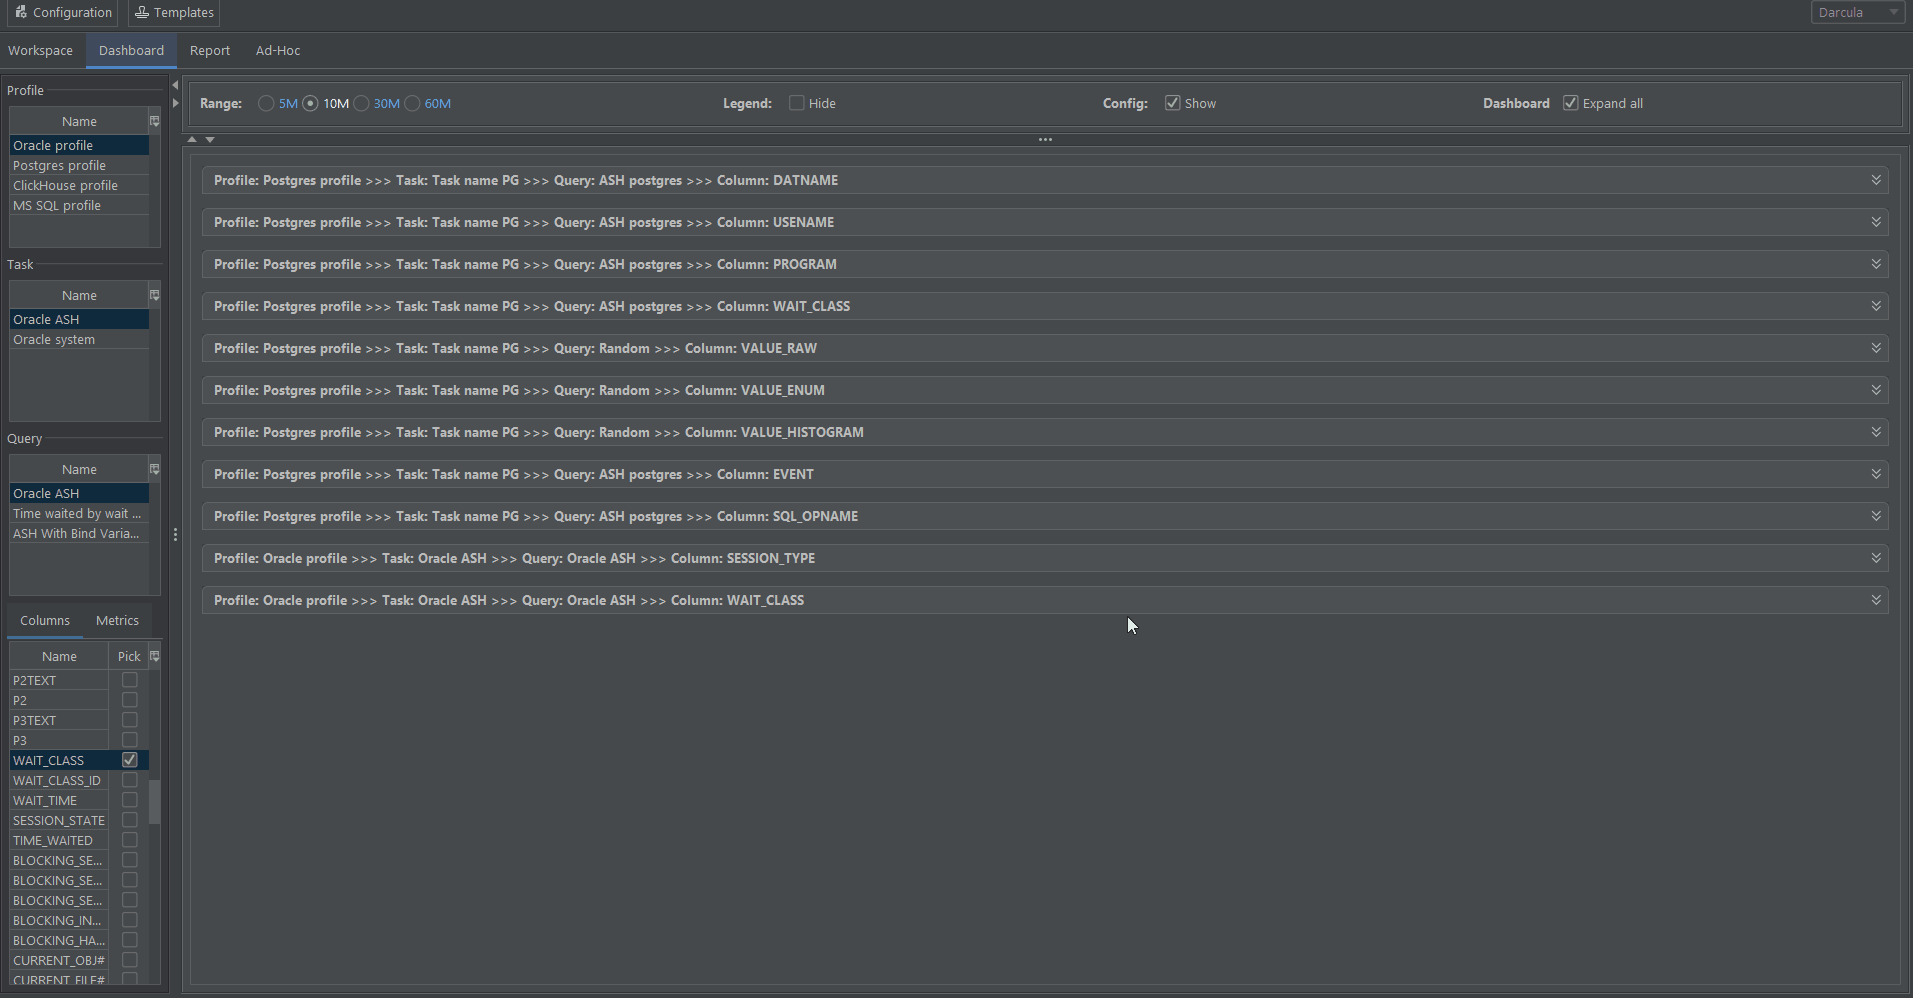 Configuration Templates Darcula
Workspace Dashboard Report Ad-Hoc
Profile
Name
Oracle profile
Postgres profile
ClickHouse profile
MS SQL profile
Task
Name
Oracle ASH
Oracle system
Query
Name
Oracle ASH
Time waited by wait ...
ASH With Bind Varia...
Columns Metrics
Name Pick
P2TEXT
P2
P3TEXT
P3
WAIT_CLASS
WAIT_CLASS_ID
WAIT_TIME
SESSION_STATE
TIME_WAITED
BLOCKING_SE...
BLOCKING_SE...
BLOCKING_SE...
BLOCKING_IN...
BLOCKING_HA...
CURRENT_OBJ#
CURRENT_FILE#
Range: 5M 10M 30M 60M Legend: Hide Config: Show Dashboard Expand all
Profile: Postgres profile >>> Task: Task name PG >>> Query: ASH postgres >>> Column: DATNAME
Profile: Postgres profile >>> Task: Task name PG >>> Query: ASH postgres >>> Column: USENAME
Profile: Postgres profile >>> Task: Task name PG >>> Query: ASH postgres >>> Column: PROGRAM
Profile: Postgres profile >>> Task: Task name PG >>> Query: ASH postgres >>> Column: WAIT_CLASS
Profile: Postgres profile >>> Task: Task name PG >>> Query: Random >>> Column: VALUE_RAW
Profile: Postgres profile >>> Task: Task name PG >>> Query: Random >>> Column: VALUE_ENUM
Profile: Postgres profile >>> Task: Task name PG >>> Query: Random >>> Column: VALUE_HISTOGRAM
Profile: Postgres profile >>> Task: Task name PG >>> Query: ASH postgres >>> Column: EVENT
Profile: Postgres profile >>> Task: Task name PG >>> Query: ASH postgres >>> Column: SQL_OPNAME
Profile: Oracle profile >>> Task: Oracle ASH >>> Query: Oracle ASH >>> Column: SESSION_TYPE
Profile: Oracle profile >>> Task: Oracle ASH >>> Query: Oracle ASH >>> Column: WAIT_CLASS